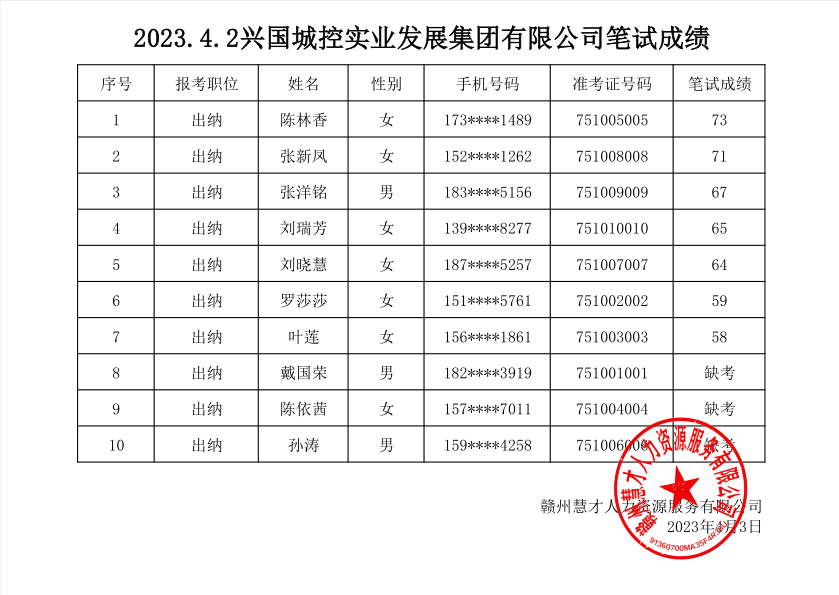 2023.4.2兴国城控实业发展集团有限公司笔试成绩
序号 报考职位 姓名 性别 手机号码 准考证号码 笔试成绩
1 出纳 陈林香 女 173****1489 751005005 73
2 出纳 张新凤 女 152****1262 751008008 71
3 出纳 张洋铭 男 183****5156 751009009 67
4 出纳 刘瑞芳 女 139****8277 751010010 65
5 出纳 刘晓慧 女 187****5257 751007007 64
6 出纳 罗莎莎 女 151****5761 751002002 59
7 出纳 叶莲 女 156****1861 751003003 58
8 出纳 戴国荣 男 182****3919 751001001 缺考
9 出纳 陈依茜 女 157****7011 751004004 缺考
10 出纳 孙涛 男 159****4258 751006006 缺考
赣州慧才人力资源服务有限公司
2023年4月3日
赣州慧才人力资源服务有限公司